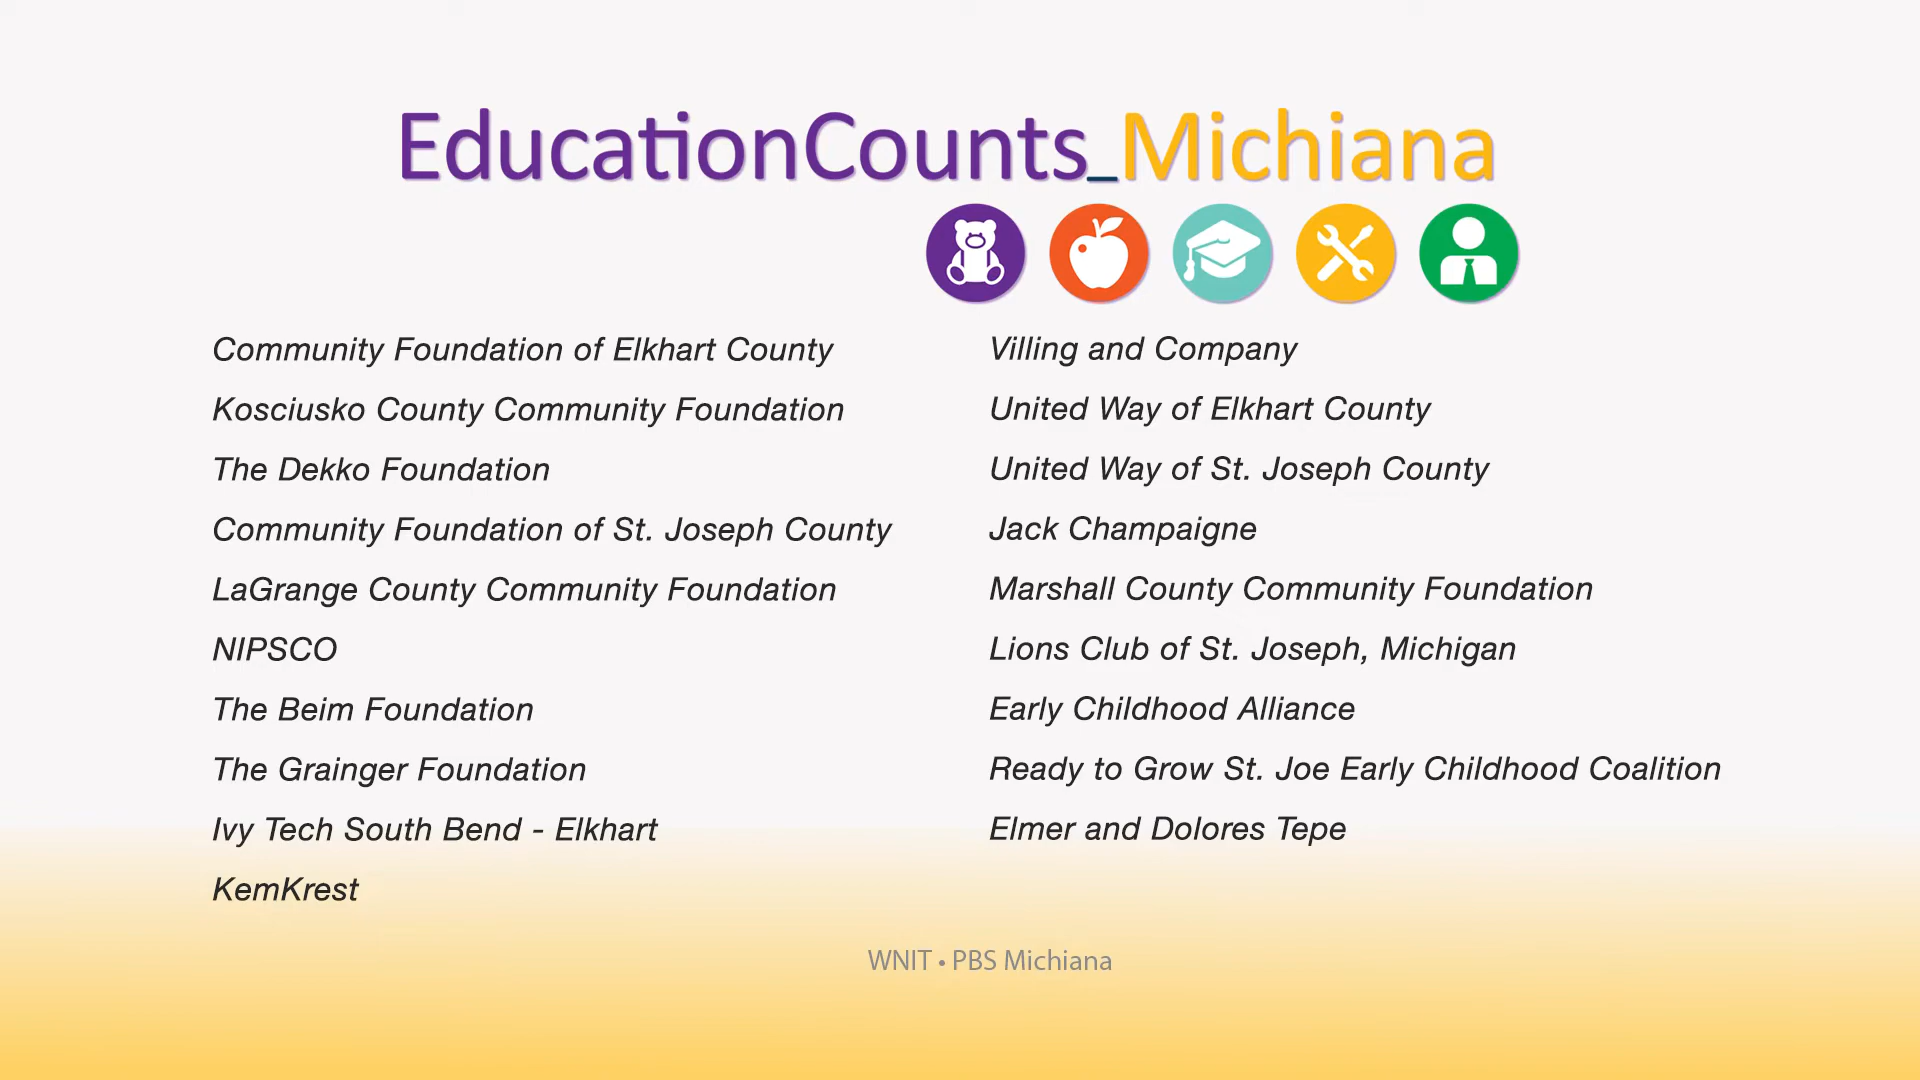 EducationCounts_Michiana
Community Foundation of Elkhart County
Kosciusko County Community Foundation
The Dekko Foundation
Community Foundation of St. Joseph County
LaGrange County Community Foundation
NIPSCO
The Beim Foundation
The Grainger Foundation
Ivy Tech South Bend - Elkhart
KemKrest
Villing and Company
United Way of Elkhart County
United Way of St. Joseph County
Jack Champaigne
Marshall County Community Foundation
Lions Club of St. Joseph, Michigan
Early Childhood Alliance
Ready to Grow St. Joe Early Childhood Coalition
Elmer and Dolores Tepe
WNIT • PBS Michiana